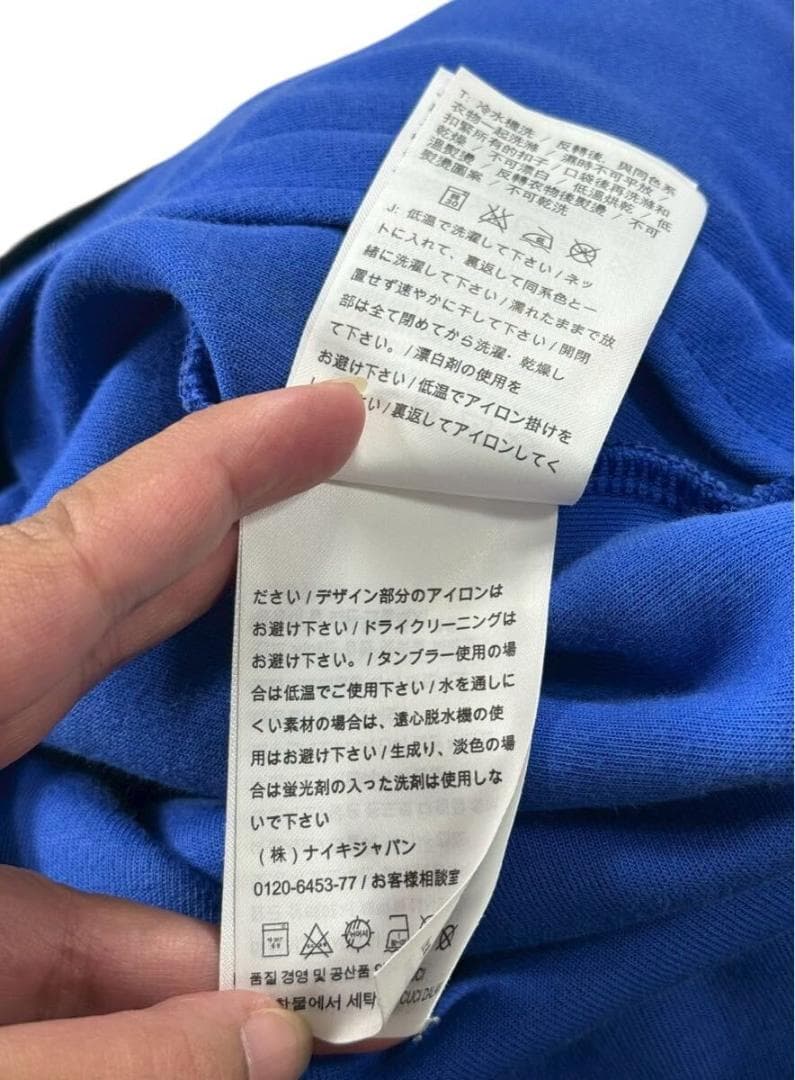 T: 冷水機洗 / 反轉後，與同色系
衣物一起洗滌 / 濕時不可平放 /
扣緊所有的扣子 / 口袋後再洗滌和
乾燥 / 不可漂白 / 低溫烘乾 / 低
溫熨燙 / 反轉衣物後熨燙 / 不可
熨燙圖案 / 不可乾洗
J: 低温で洗濯して下さい / ネッ
トに入れて、裏返して同系色と一
緒に洗濯して下さい / 濡れたままで放
置せず速やかに干して下さい / 開閉
部は全て閉めてから洗濯・乾燥し
て下さい。/ 漂白剤の使用を
お避け下さい / 低温でアイロン掛けを
し い / 裏返してアイロンしてく
ださい / デザイン部分のアイロンは
お避け下さい / ドライクリーニングは
お避け下さい。/ タンブラー使用の場
合は低温でご使用下さい / 水を通しに
くい素材の場合は、遠心脱水機の使
用はお避け下さい / 生成り、淡色の場
合は蛍光剤の入った洗剤は使用しな
いで下さい
(株) ナイキジャパン
0120-6453-77 / お客様相談室
품질 경영 및 공산품
물에서 세탁 CUCI